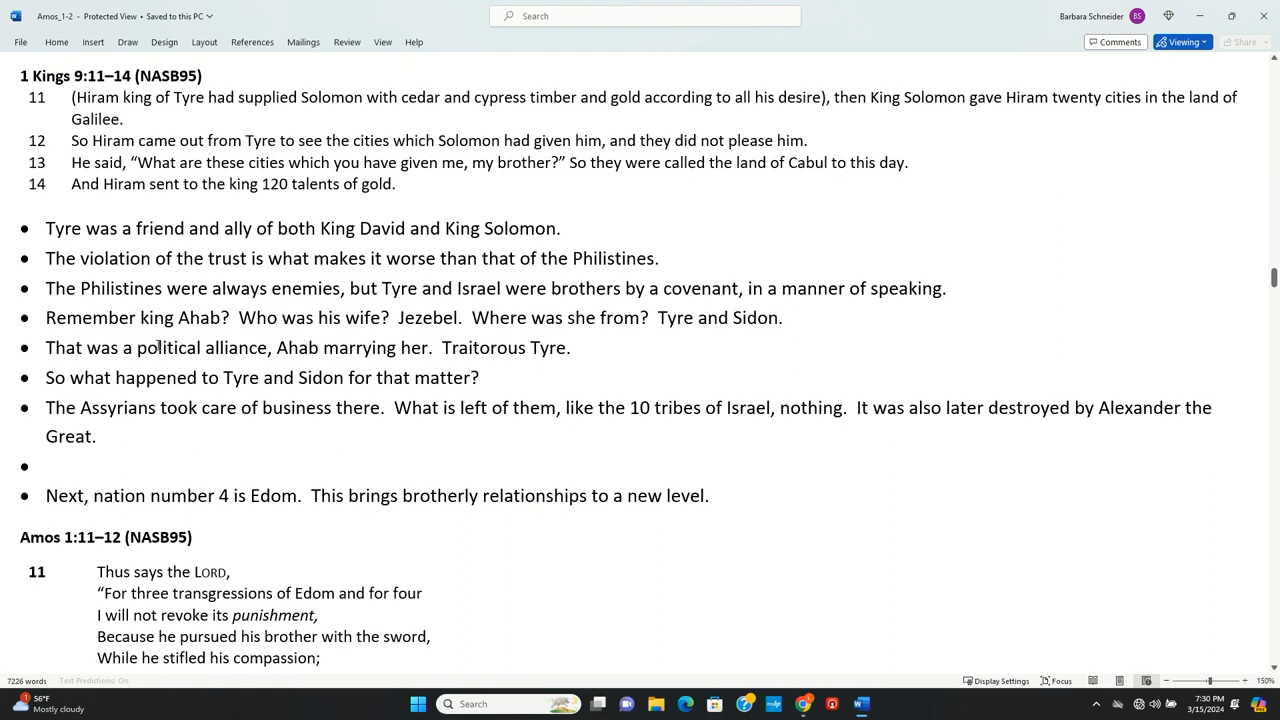 Amos_1-2 • Protected View • Saved to this PC
Search
Barbara Schneider
BS
File Home Insert Draw Design Layout References Mailings Review View Help
Comments
Viewing
Share
1 Kings 9:11–14 (NASB95)
11 (Hiram king of Tyre had supplied Solomon with cedar and cypress timber and gold according to all his desire), then King Solomon gave Hiram twenty cities in the land of
Galilee.
12 So Hiram came out from Tyre to see the cities which Solomon had given him, and they did not please him.
13 He said, “What are these cities which you have given me, my brother?” So they were called the land of Cabul to this day.
14 And Hiram sent to the king 120 talents of gold.
• Tyre was a friend and ally of both King David and King Solomon.
• The violation of the trust is what makes it worse than that of the Philistines.
• The Philistines were always enemies, but Tyre and Israel were brothers by a covenant, in a manner of speaking.
• Remember king Ahab? Who was his wife? Jezebel. Where was she from? Tyre and Sidon.
• That was a political alliance, Ahab marrying her. Traitorous Tyre.
• So what happened to Tyre and Sidon for that matter?
• The Assyrians took care of business there. What is left of them, like the 10 tribes of Israel, nothing. It was also later destroyed by Alexander the
Great.
•
• Next, nation number 4 is Edom. This brings brotherly relationships to a new level.
Amos 1:11–12 (NASB95)
11 Thus says the LORD,
“For three transgressions of Edom and for four
I will not revoke its punishment,
Because he pursued his brother with the sword,
While he stifled his compassion;
7226 words
Text Predictions: On
Display Settings
Focus
150%
1
56°F
Mostly cloudy
Search
7:30 PM
3/15/2024